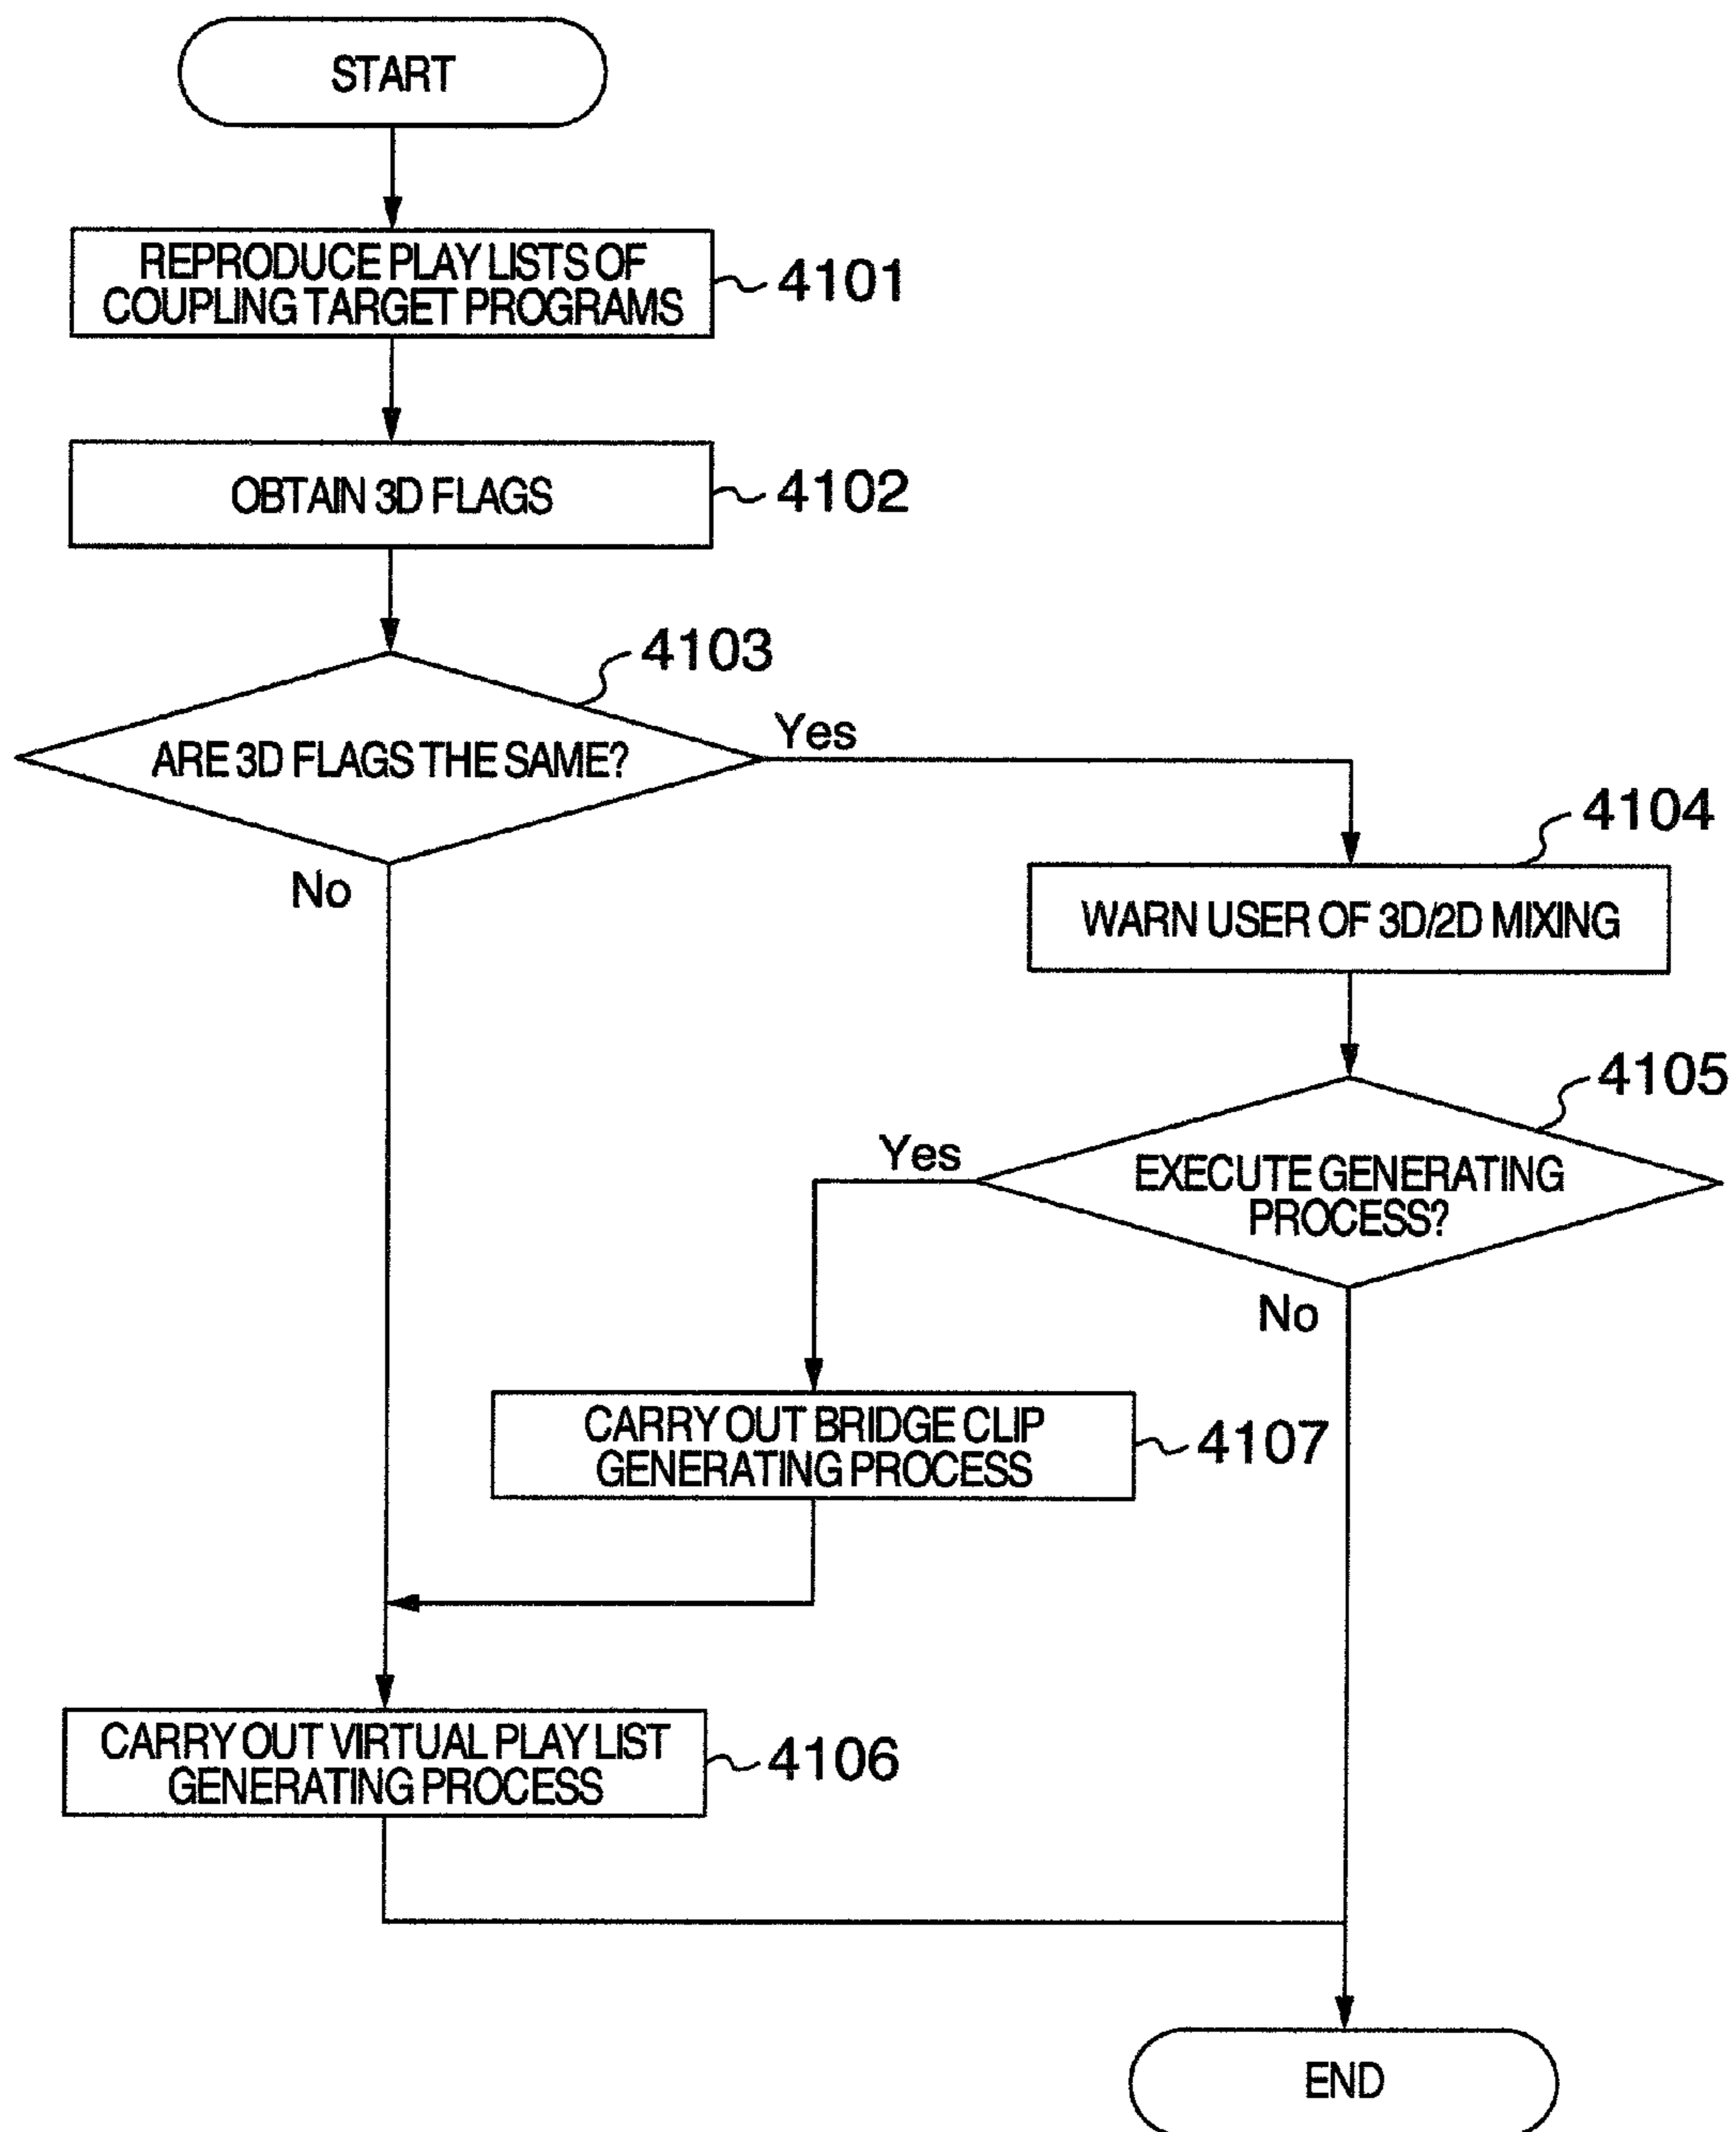 START
REPRODUCE PLAY LISTS OF
COUPLING TARGET PROGRAMS
4101
OBTAIN 3D FLAGS
4102
4103
ARE 3D FLAGS THE SAME?
Yes
No
4104
WARN USER OF 3D/2D MIXING
4105
EXECUTE GENERATING
PROCESS?
Yes
No
CARRY OUT BRIDGE CLIP
GENERATING PROCESS
4107
CARRY OUT VIRTUAL PLAY LIST
GENERATING PROCESS
4106
END